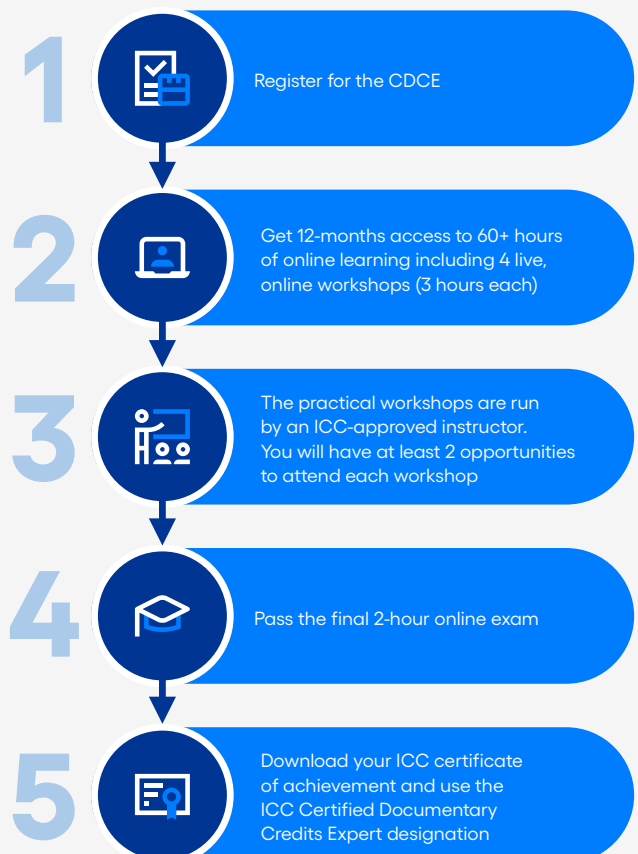 1
Register for the CDCE
2
Get 12-months access to 60+ hours
of online learning including 4 live,
online workshops (3 hours each)
3
The practical workshops are run
by an ICC-approved instructor.
You will have at least 2 opportunities
to attend each workshop
4
Pass the final 2-hour online exam
5
Download your ICC certificate
of achievement and use the
ICC Certified Documentary
Credits Expert designation